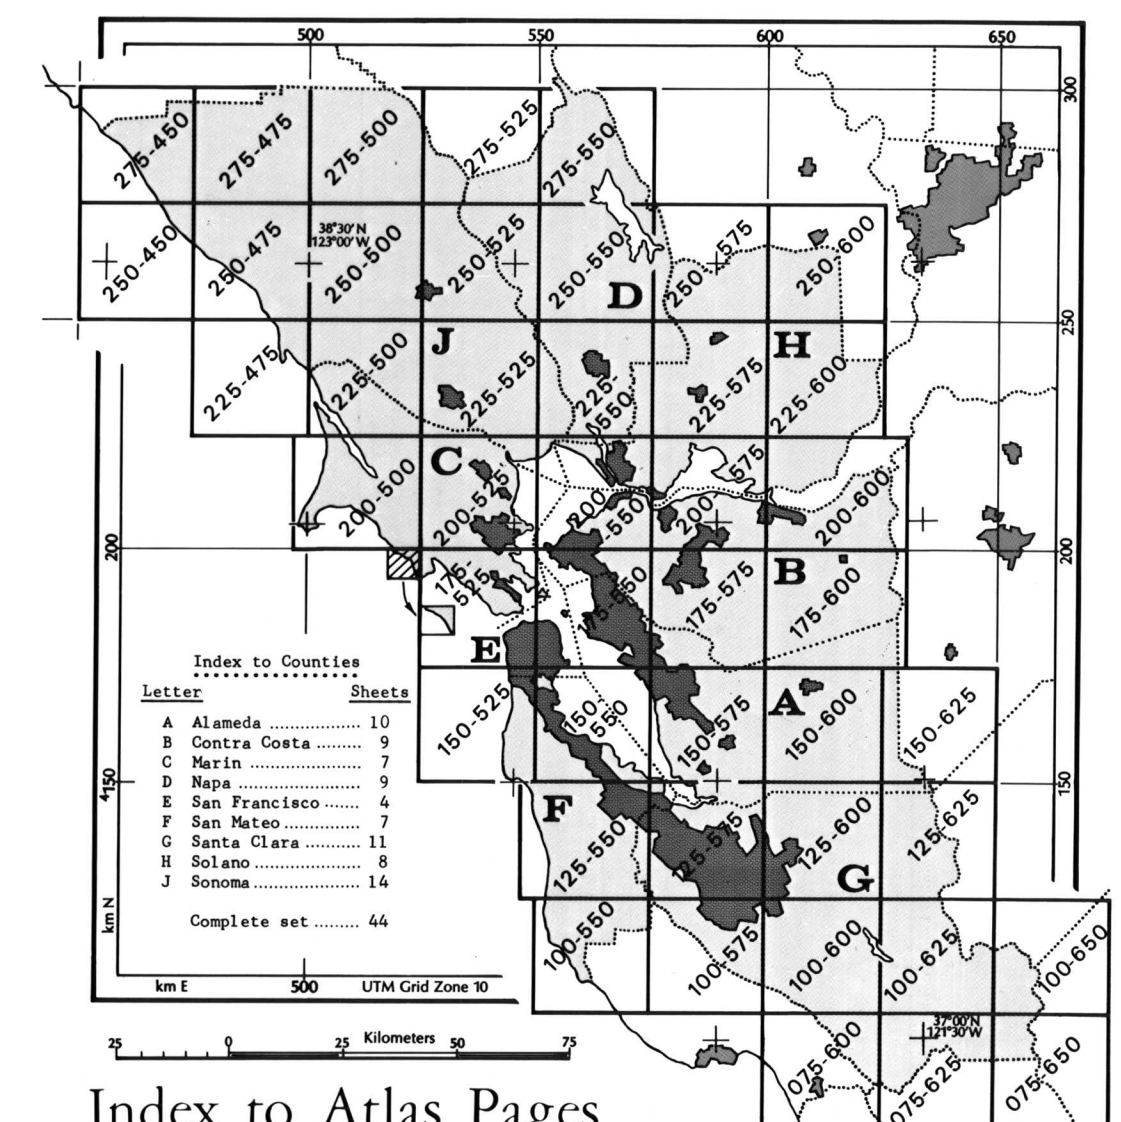 500 550 600 650
300
275-450 275-475 275-500 275-525 275-550
38°30'N
123°00'W
250-450 250-475 250-500 250-525 250-550 250-575 250-600
D
250
J H
225-475 225-500 225-525 225-
550 225-575 225-600
C
200-500 200-525 200
-550 200
-575 200-600
200 200
B
175-
525 175-550 175-575 175-600
E
Index to Counties
Letter Sheets
A Alameda .................. 10
B Contra Costa ......... 9
C Marin ..................... 7
D Napa ..................... 9
E San Francisco ...... 4
F San Mateo ............... 7
G Santa Clara ............ 11
H Solano .................... 8
J Sonoma .................... 14
Complete set ......... 44
A
150-525 150-
550 150-575 150-600 150-625
4150 150
F
125-550 125-575 125-600 125-625
G
km N
100-550 100-575 100-600 100-625 100-650
km E 500 UTM Grid Zone 10
37°00'N
121°30'W
075-600 075-625 075-650
Kilometers
25 0 25 50 75
Index to Atlas Pages